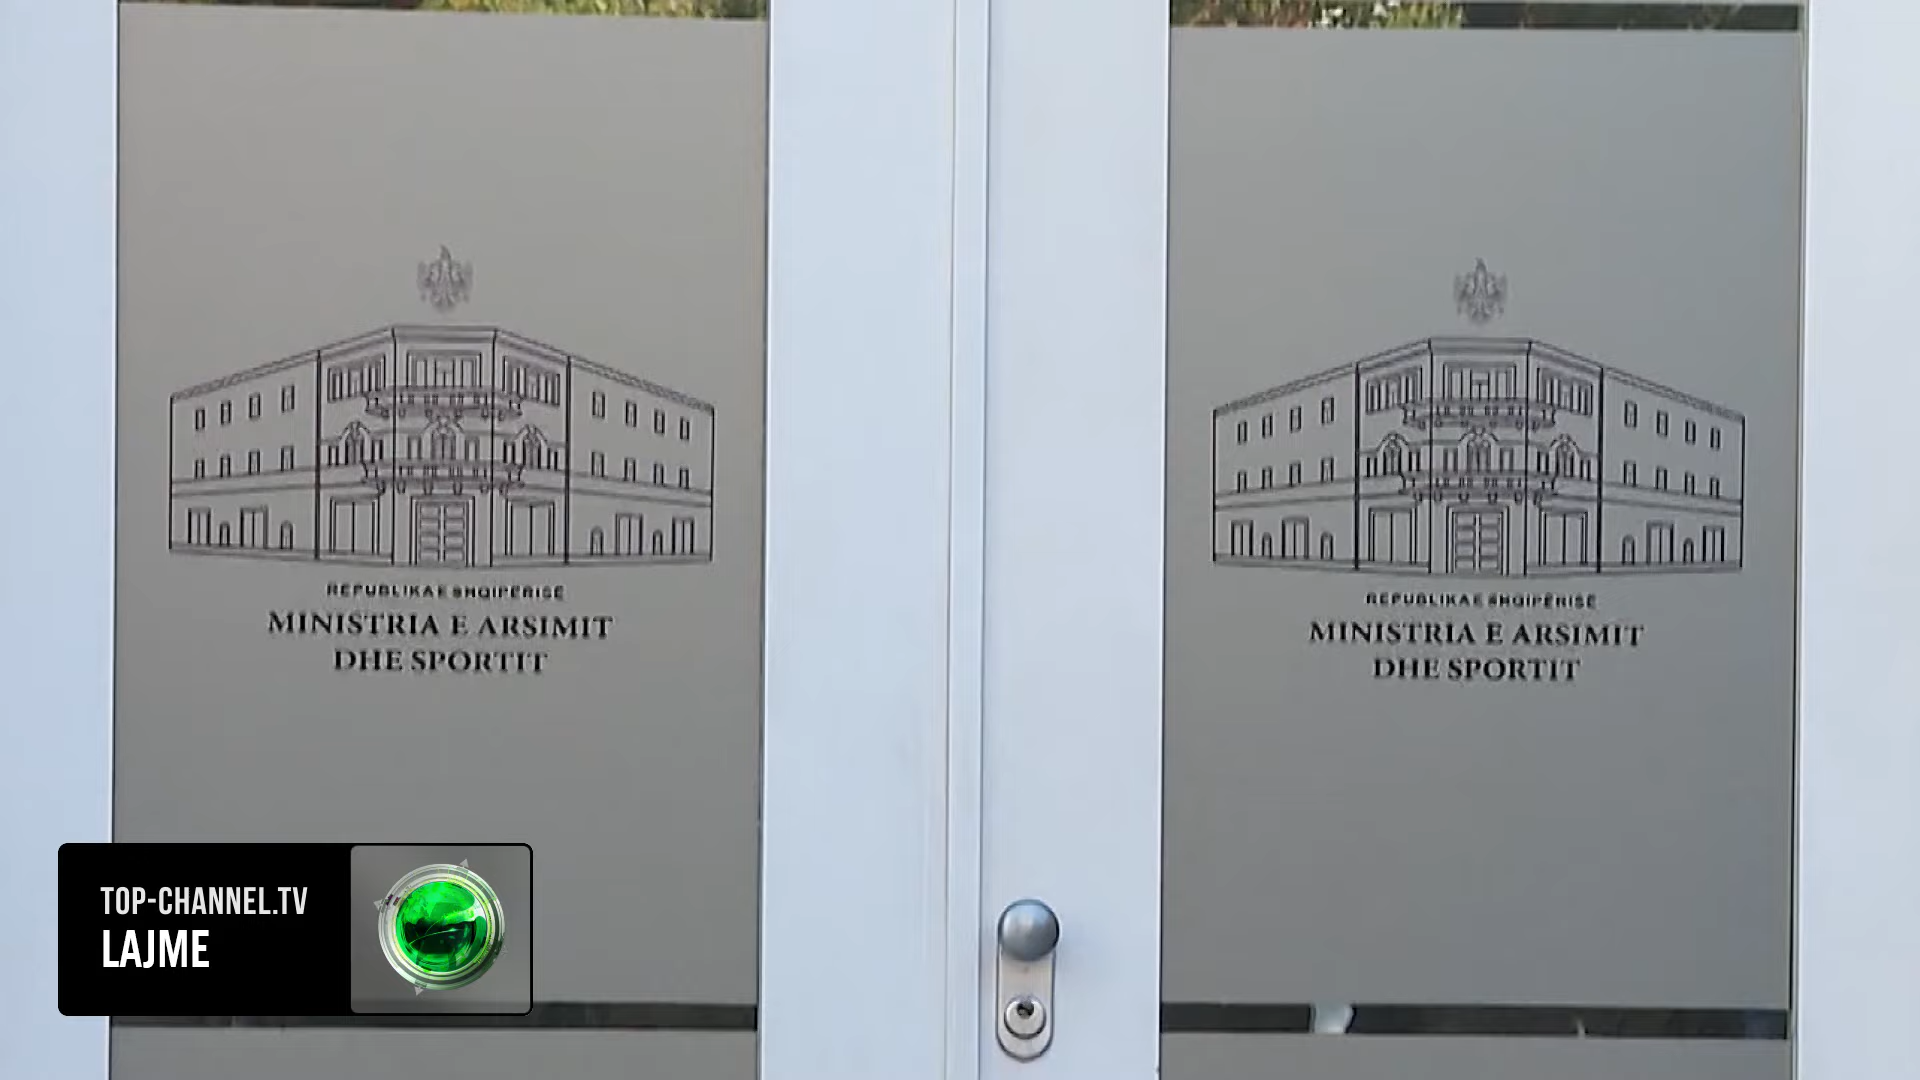 REPUBLIKA E SHQIPËRISË
MINISTRIA E ARSIMIT
DHE SPORTIT
REPUBLIKA E SHQIPËRISË
MINISTRIA E ARSIMIT
DHE SPORTIT
TOP-CHANNEL.TV
LAJME